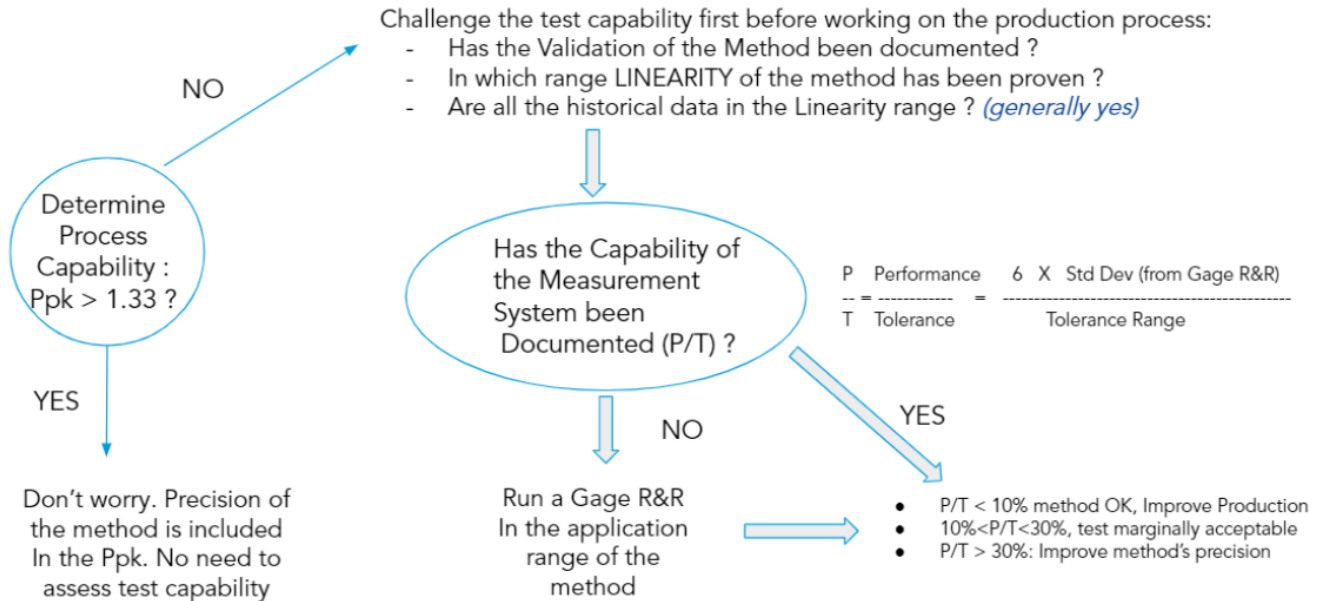 Challenge the test capability first before working on the production process:
- Has the Validation of the Method been documented ?
- In which range LINEARITY of the method has been proven ?
- Are all the historical data in the Linearity range ? (generally yes)
NO
Determine
Process
Capability :
Ppk > 1.33 ?
YES
Don't worry. Precision of
the method is included
In the Ppk. No need to
assess test capability
Has the Capability of
the Measurement
System been
Documented (P/T) ?
P Performance 6 X Std Dev (from Gage R&R)
-- = ------------- = ------------------------------------------------
T Tolerance Tolerance Range
NO
YES
Run a Gage R&R
In the application
range of the
method
● P/T < 10% method OK, Improve Production
● 10%<P/T<30%, test marginally acceptable
● P/T > 30%: Improve method's precision